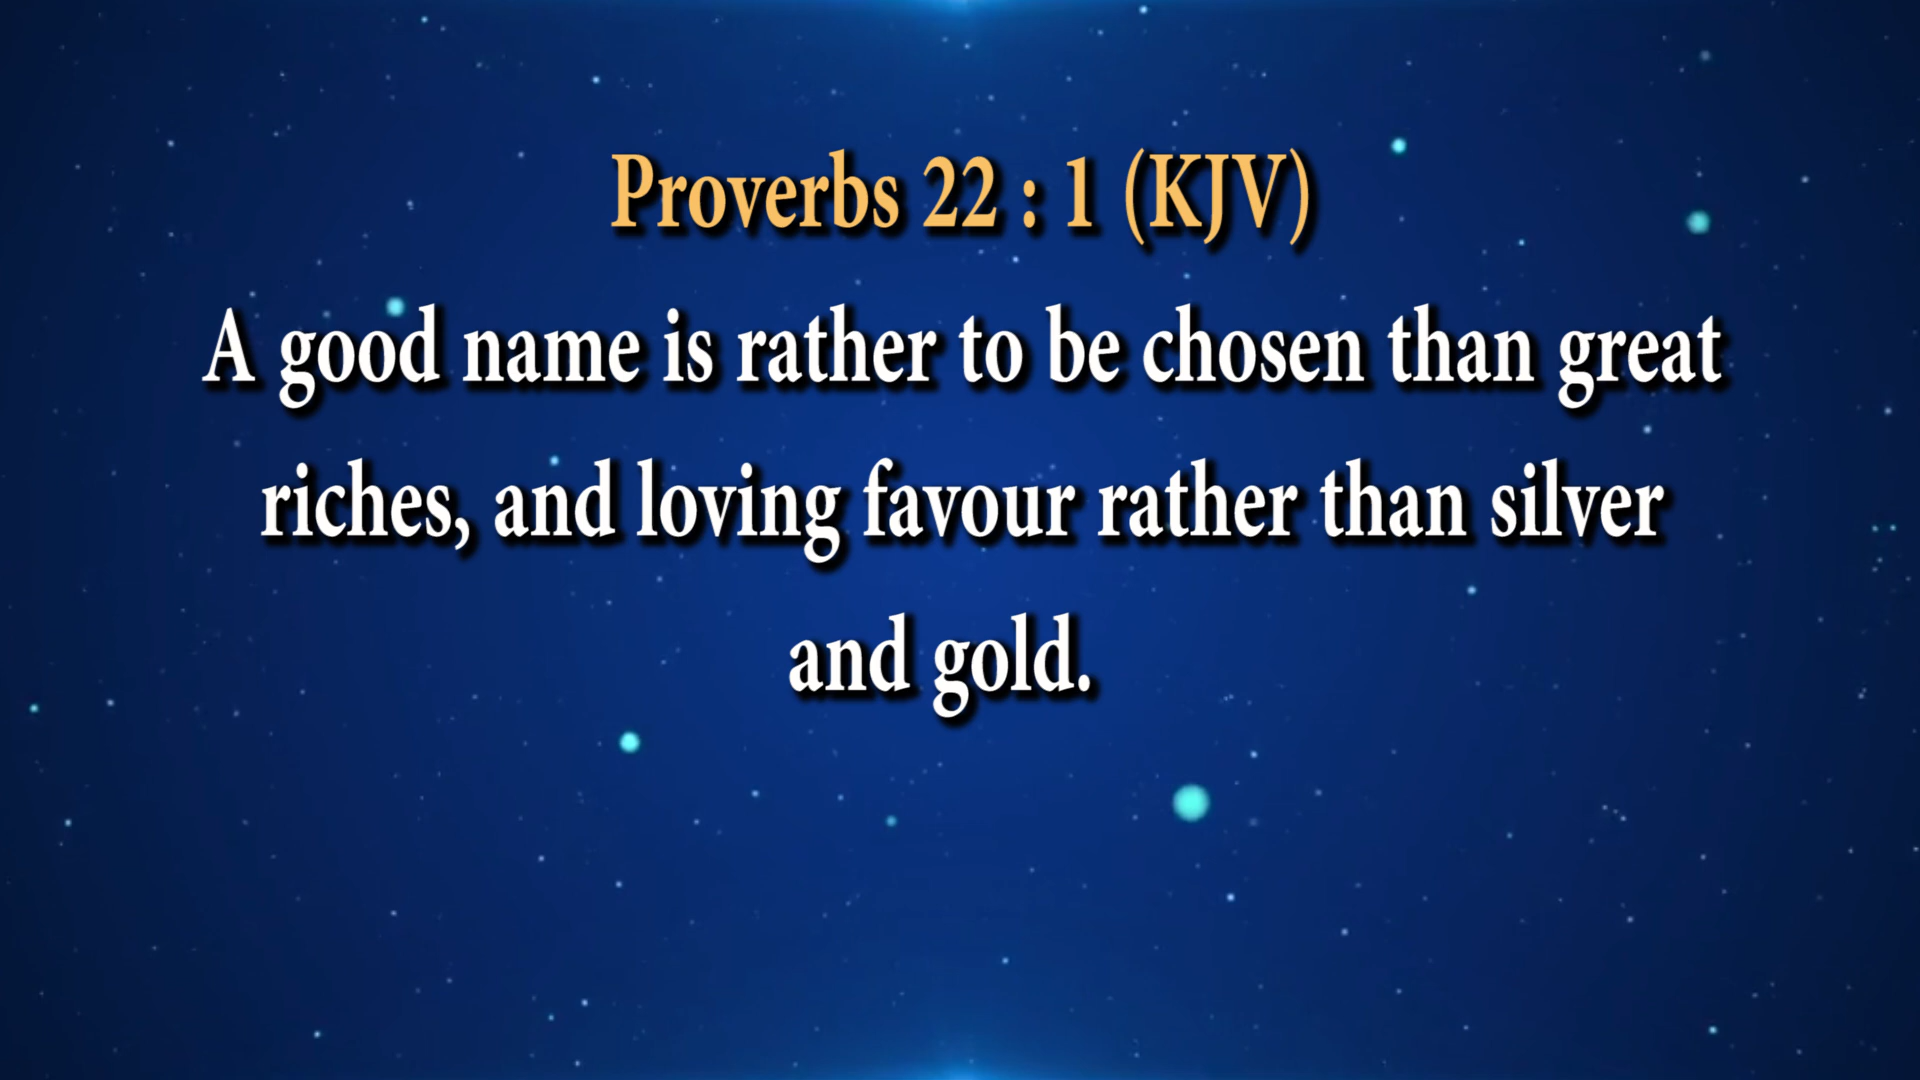 Proverbs 22 : 1 (KJV)
A good name is rather to be chosen than great
riches, and loving favour rather than silver
and gold.